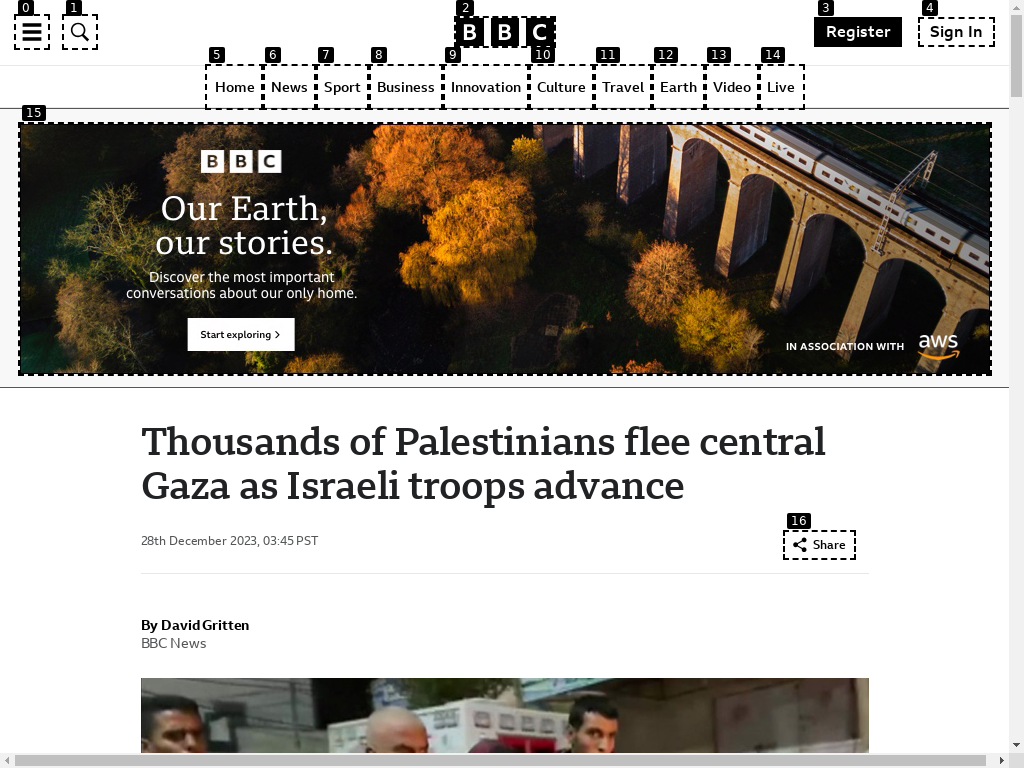 0
1
2
3
4
BBC
Register
Sign In
5
6
7
8
9
10
11
12
13
14
Home
News
Sport
Business
Innovation
Culture
Travel
Earth
Video
Live
15
BBC
Our Earth,
our stories.
Discover the most important
conversations about our only home.
Start exploring >
IN ASSOCIATION WITH
aws
Thousands of Palestinians flee central
Gaza as Israeli troops advance
16
28th December 2023, 03:45 PST
Share
By David Gritten
BBC News